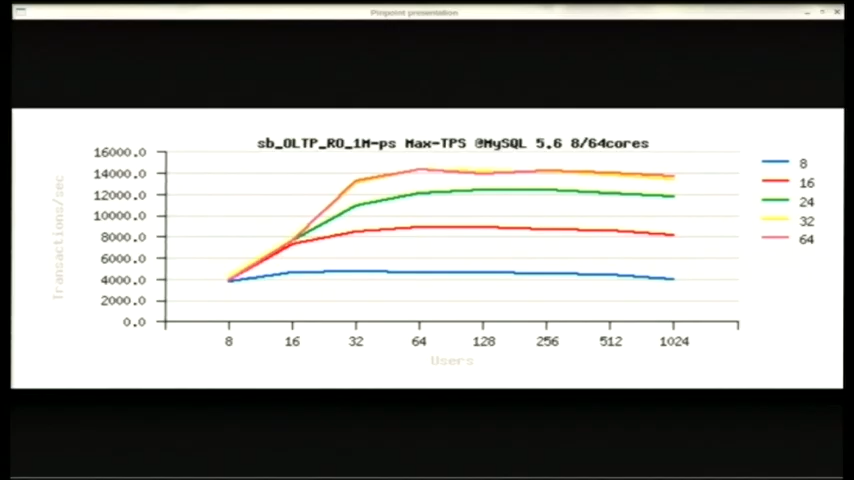 Pinpoint presentation
sb_OLTP_RO_1M-ps Max-TPS @MySQL 5.6 8/64cores
Transactions/sec
16000.0
14000.0
12000.0
10000.0
8000.0
6000.0
4000.0
2000.0
0.0
8 16 32 64 128 256 512 1024
Users
8
16
24
32
64